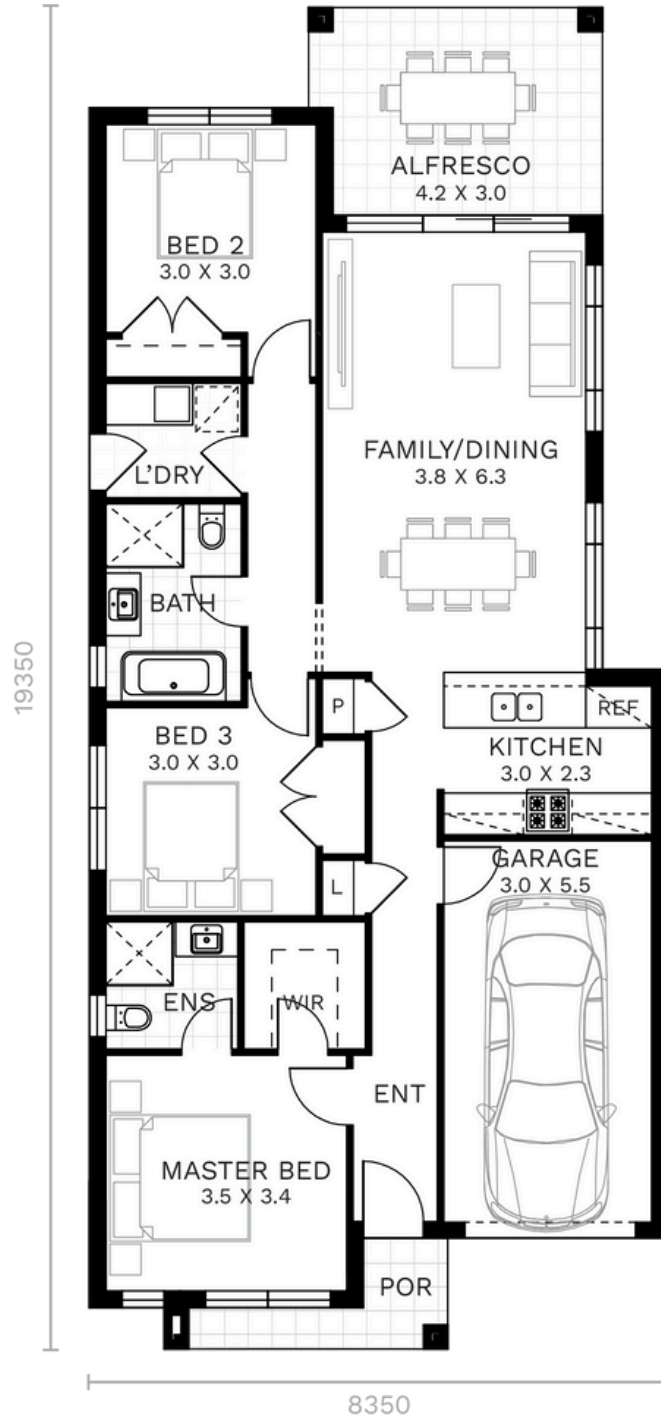 ALFRESCO
4.2 X 3.0
BED 2
3.0 X 3.0
FAMILY/DINING
3.8 X 6.3
L'DRY
BATH
19350
P
REF
BED 3
3.0 X 3.0
KITCHEN
3.0 X 2.3
L
GARAGE
3.0 X 5.5
ENS
WIR
ENT
MASTER BED
3.5 X 3.4
POR
8350